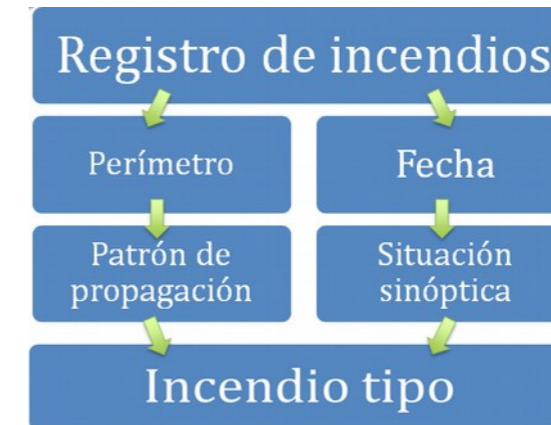 Registro de incendios
Perímetro
Fecha
Patrón de
propagación
Situación
sinóptica
Incendio tipo